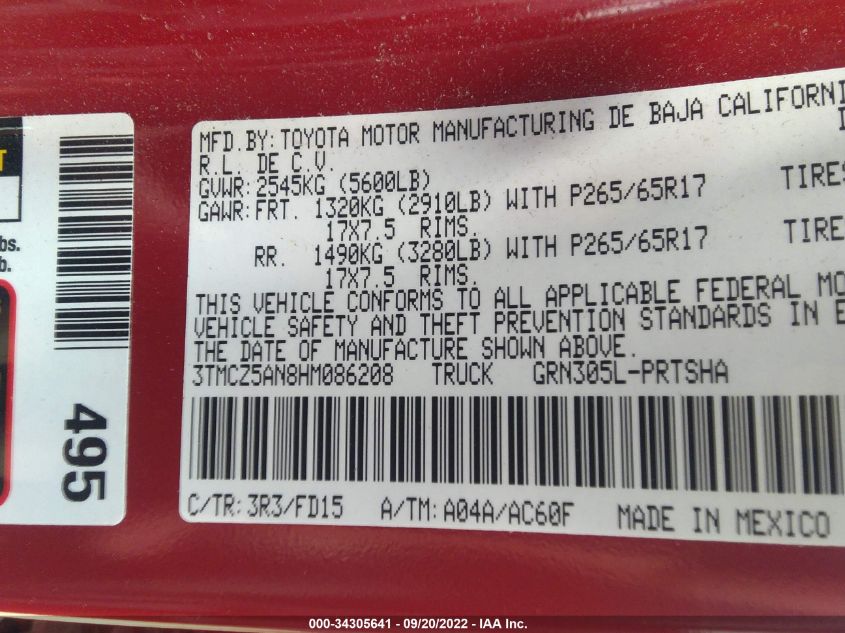 T
bs.
b.
495
MFD.BY: TOYOTA MOTOR MANUFACTURING DE BAJA CALIFORNI
R.L. DE C.V.
GVWR: 2545KG (5600LB)
GAWR: FRT. 1320KG (2910LB) WITH P265/65R17 TIRES
17X7.5 RIMS.
RR. 1490KG (3280LB) WITH P265/65R17 TIRE
17X7.5 RIMS.
THIS VEHICLE CONFORMS TO ALL APPLICABLE FEDERAL MO
VEHICLE SAFETY AND THEFT PREVENTION STANDARDS IN E
THE DATE OF MANUFACTURE SHOWN ABOVE.
3TMCZ5AN8HM086208 TRUCK GRN305L-PRTSHA
C/TR: 3R3/FD15 A/TM: A04A/AC60F MADE IN MEXICO
000-34305641 - 09/20/2022 - IAA Inc.